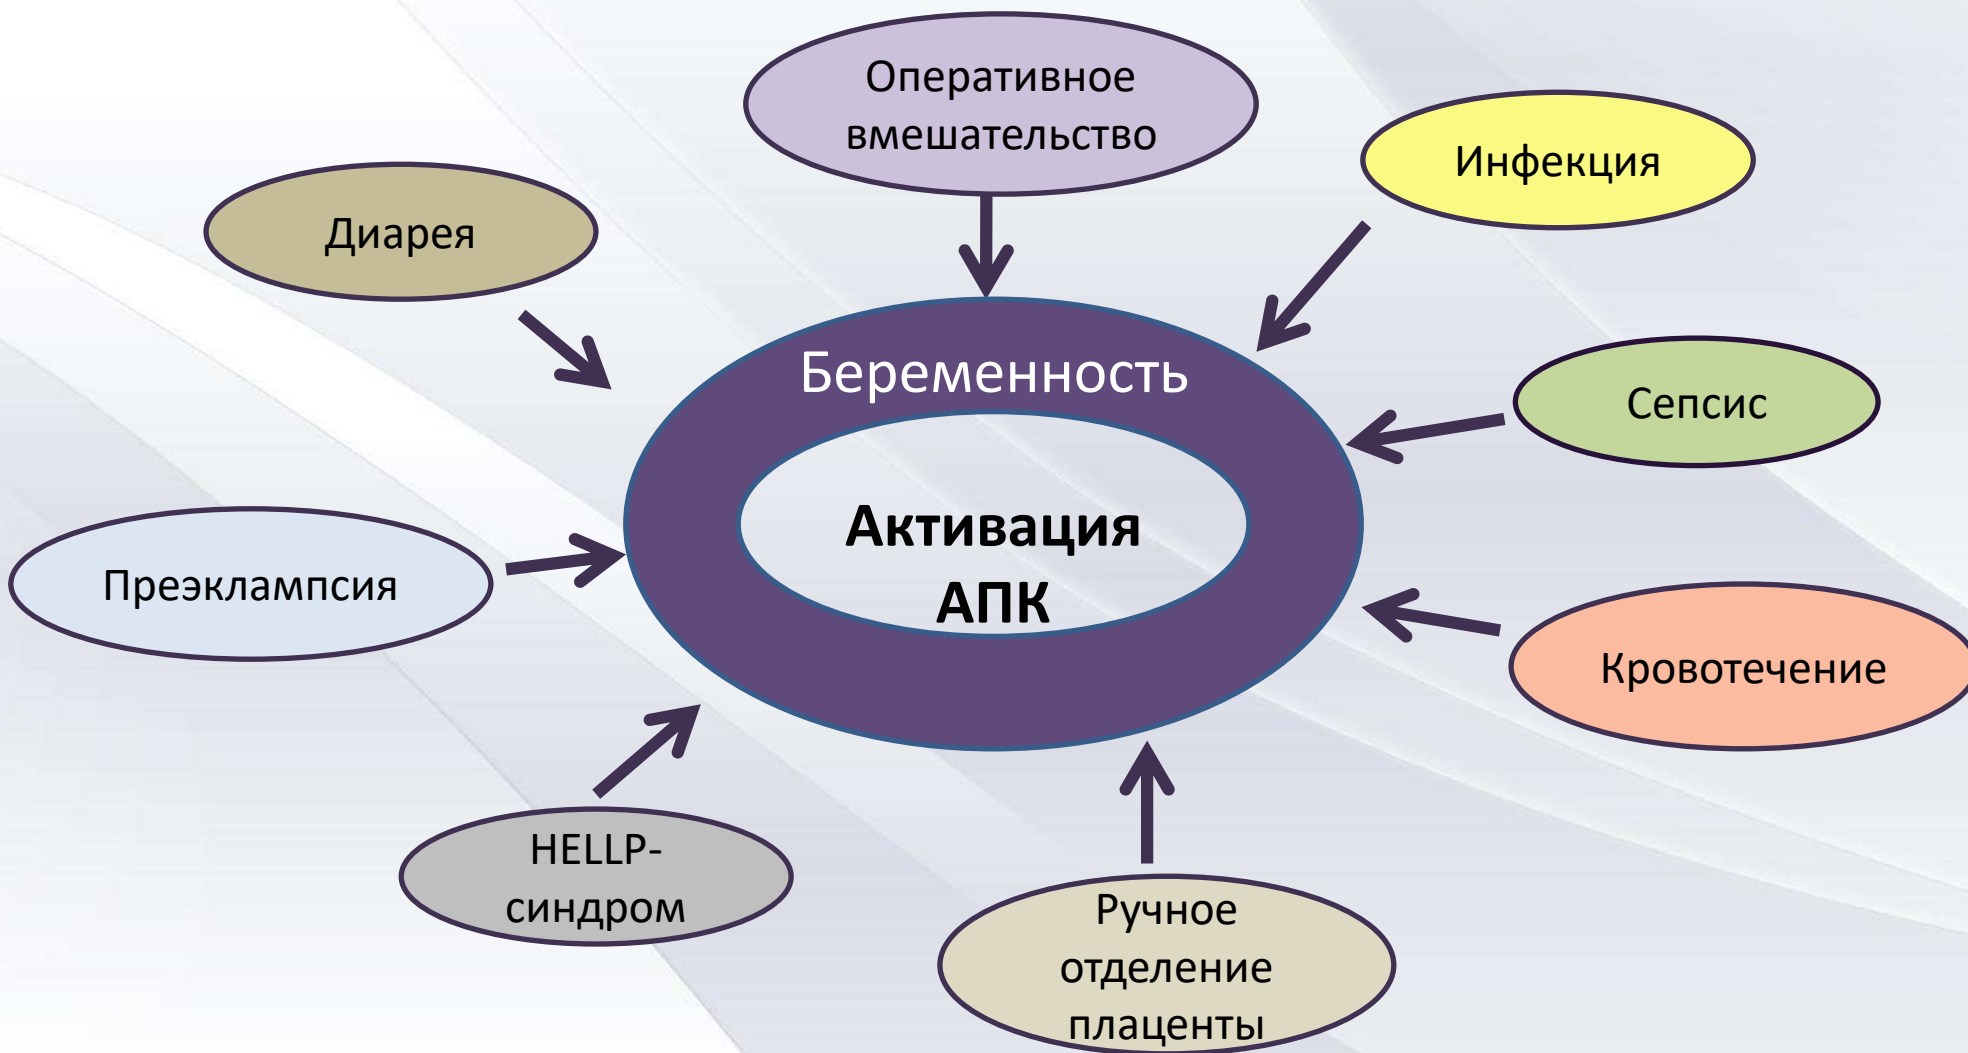 Оперативное
вмешательство
Инфекция
Диарея
Беременность
Сепсис
Активация
АПК
Преэклампсия
Кровотечение
HELLP-
синдром
Ручное
отделение
плаценты